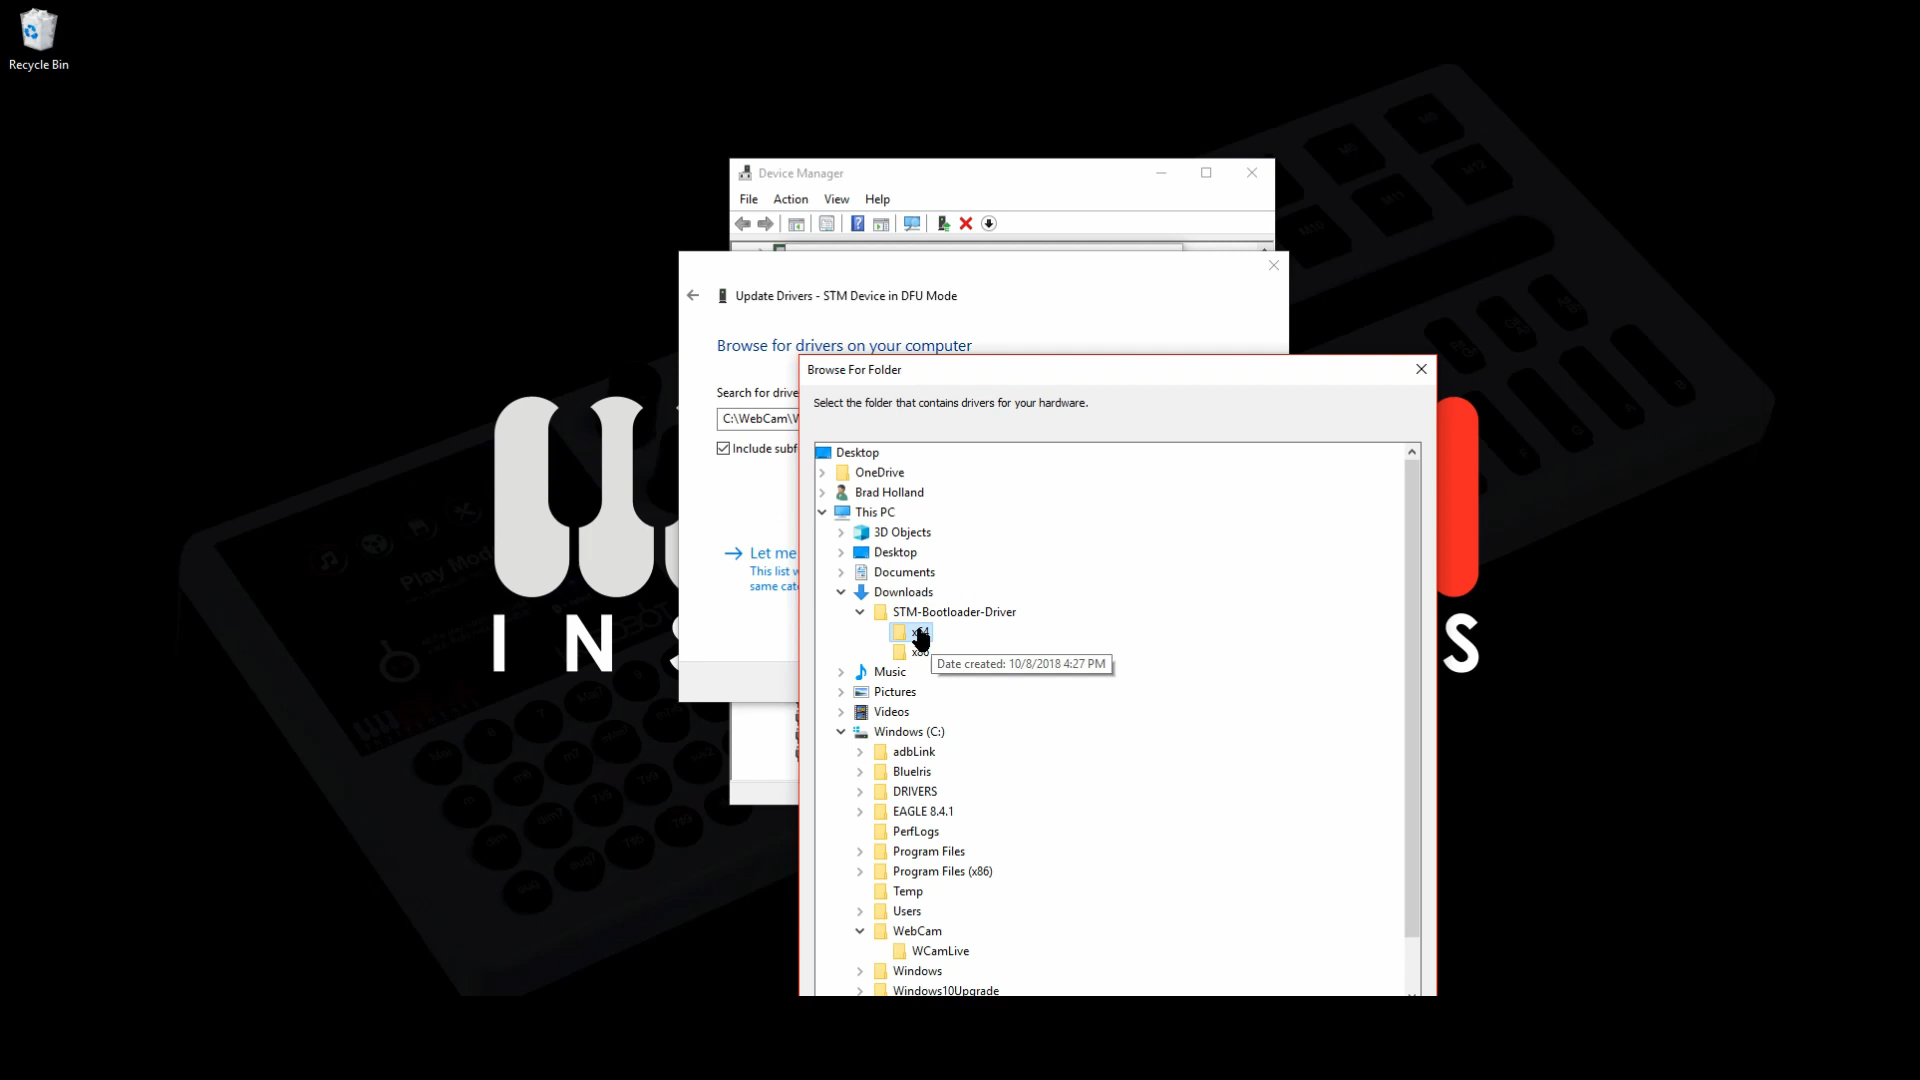 Recycle Bin
Device Manager
File Action View Help
Update Drivers - STM Device in DFU Mode
Browse for drivers on your computer
Browse For Folder
Search for drive
Select the folder that contains drivers for your hardware.
C:\WebCam\W
Include subf
Desktop
OneDrive
Brad Holland
This PC
3D Objects
Desktop
Let me
Documents
This list w
same cat
Downloads
STM-Bootloader-Driver
x64
x86
Date created: 10/8/2018 4:27 PM
Music
Pictures
Videos
Windows (C:)
adbLink
BlueIris
DRIVERS
EAGLE 8.4.1
PerfLogs
Program Files
Program Files (x86)
Temp
Users
WebCam
WCamLive
Windows
Windows10Upgrade
Play Mod
I N S
S